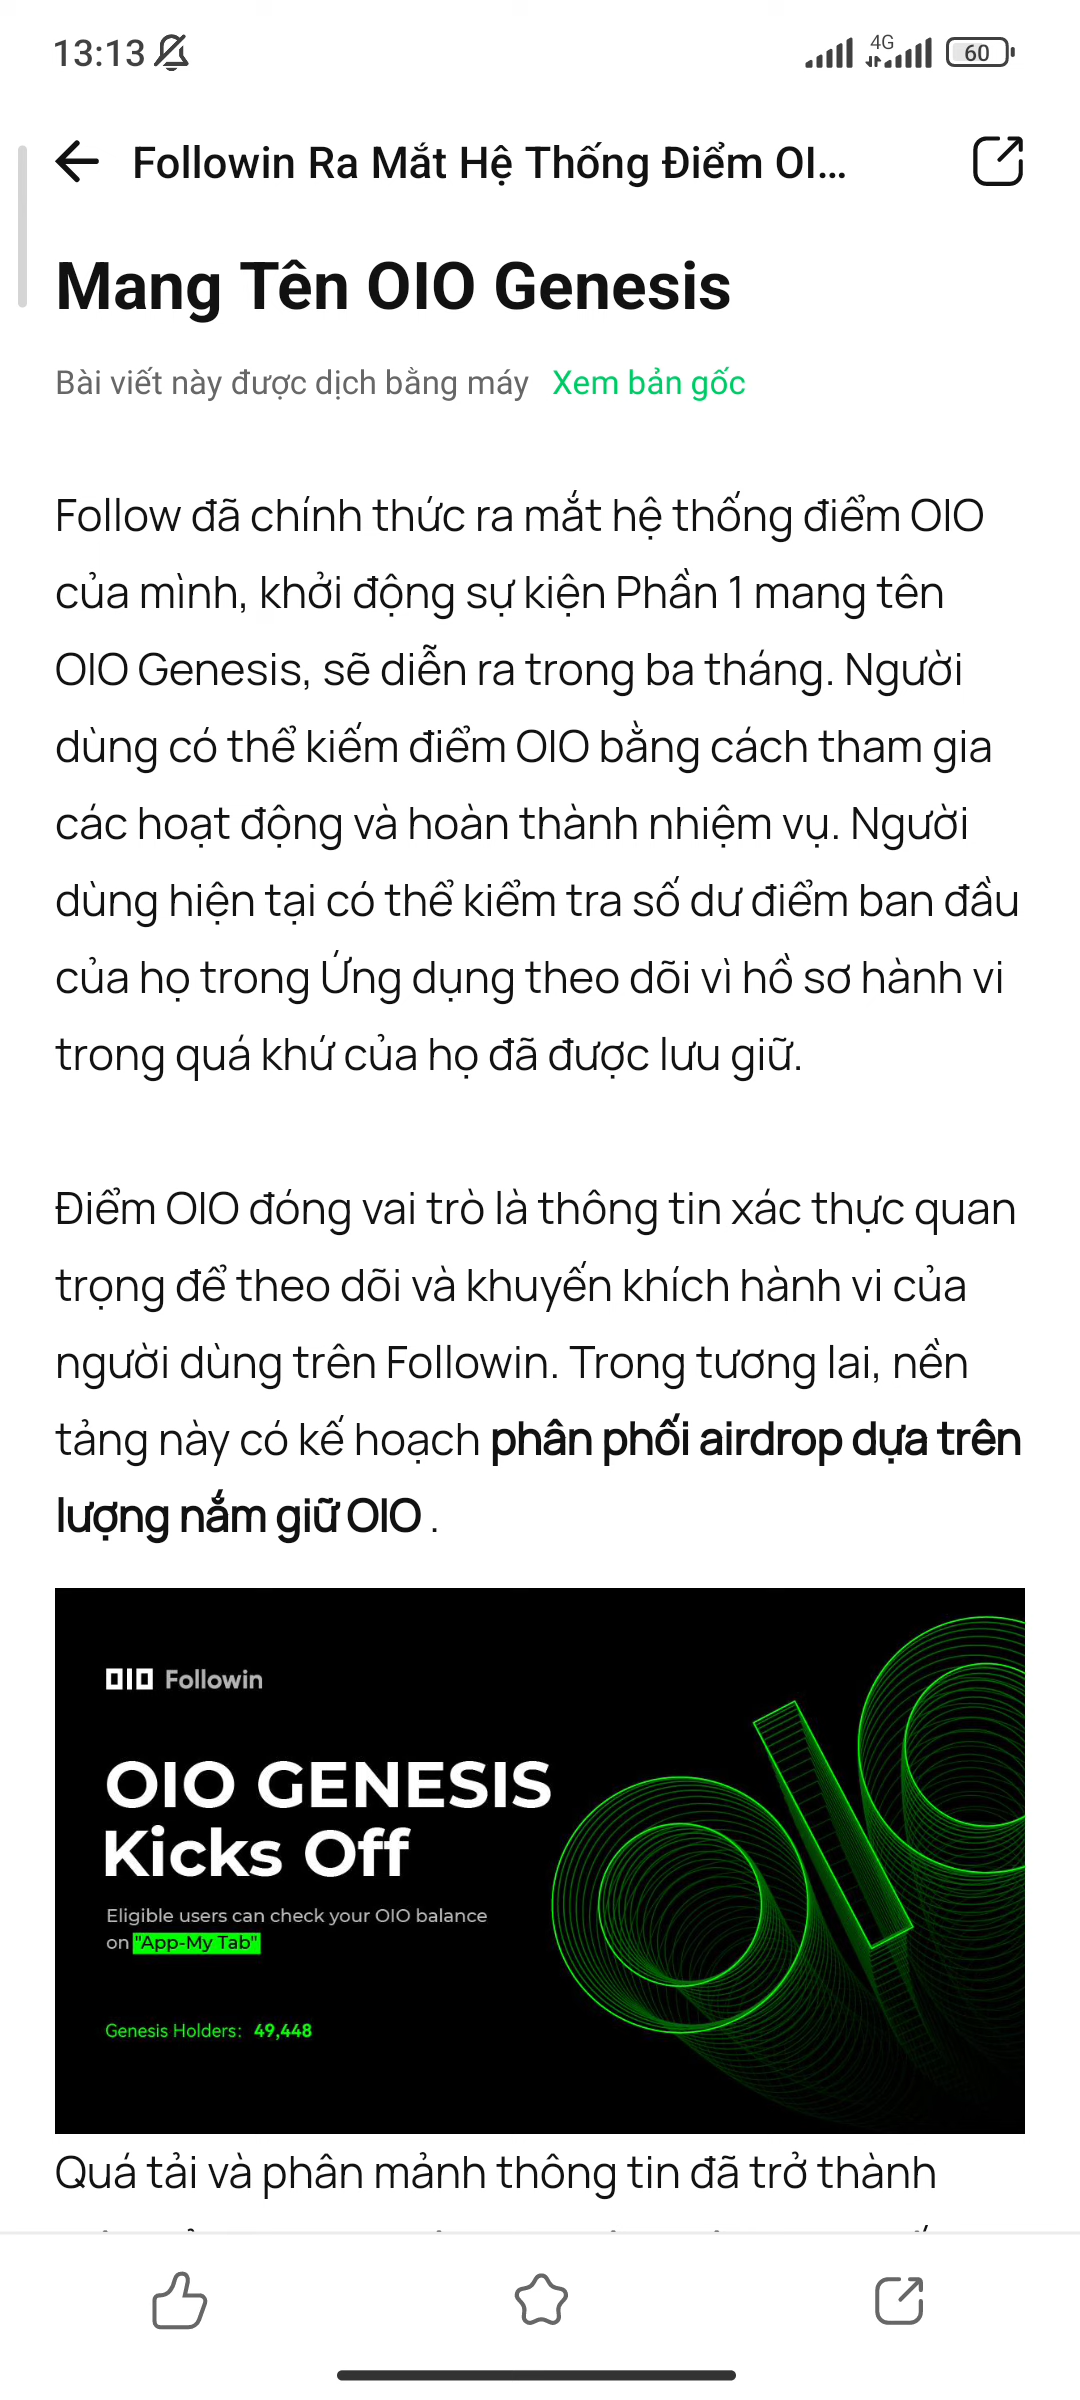 13:13
4G
60
Followin Ra Mắt Hệ Thống Điểm OI...
Mang Tên OIO Genesis
Bài viết này được dịch bằng máy Xem bản gốc
Follow đã chính thức ra mắt hệ thống điểm OIO
của mình, khởi động sự kiện Phần 1 mang tên
OIO Genesis, sẽ diễn ra trong ba tháng. Người
dùng có thể kiếm điểm OIO bằng cách tham gia
các hoạt động và hoàn thành nhiệm vụ. Người
dùng hiện tại có thể kiểm tra số dư điểm ban đầu
của họ trong Ứng dụng theo dõi vì hồ sơ hành vi
trong quá khứ của họ đã được lưu giữ.
Điểm OIO đóng vai trò là thông tin xác thực quan
trọng để theo dõi và khuyến khích hành vi của
người dùng trên Followin. Trong tương lai, nền
tảng này có kế hoạch phân phối airdrop dựa trên
lượng nắm giữ OIO .
OIO Followin
OIO GENESIS
Kicks Off
Eligible users can check your OIO balance
on "App-My Tab"
Genesis Holders: 49,448
Quá tải và phân mảnh thông tin đã trở thành